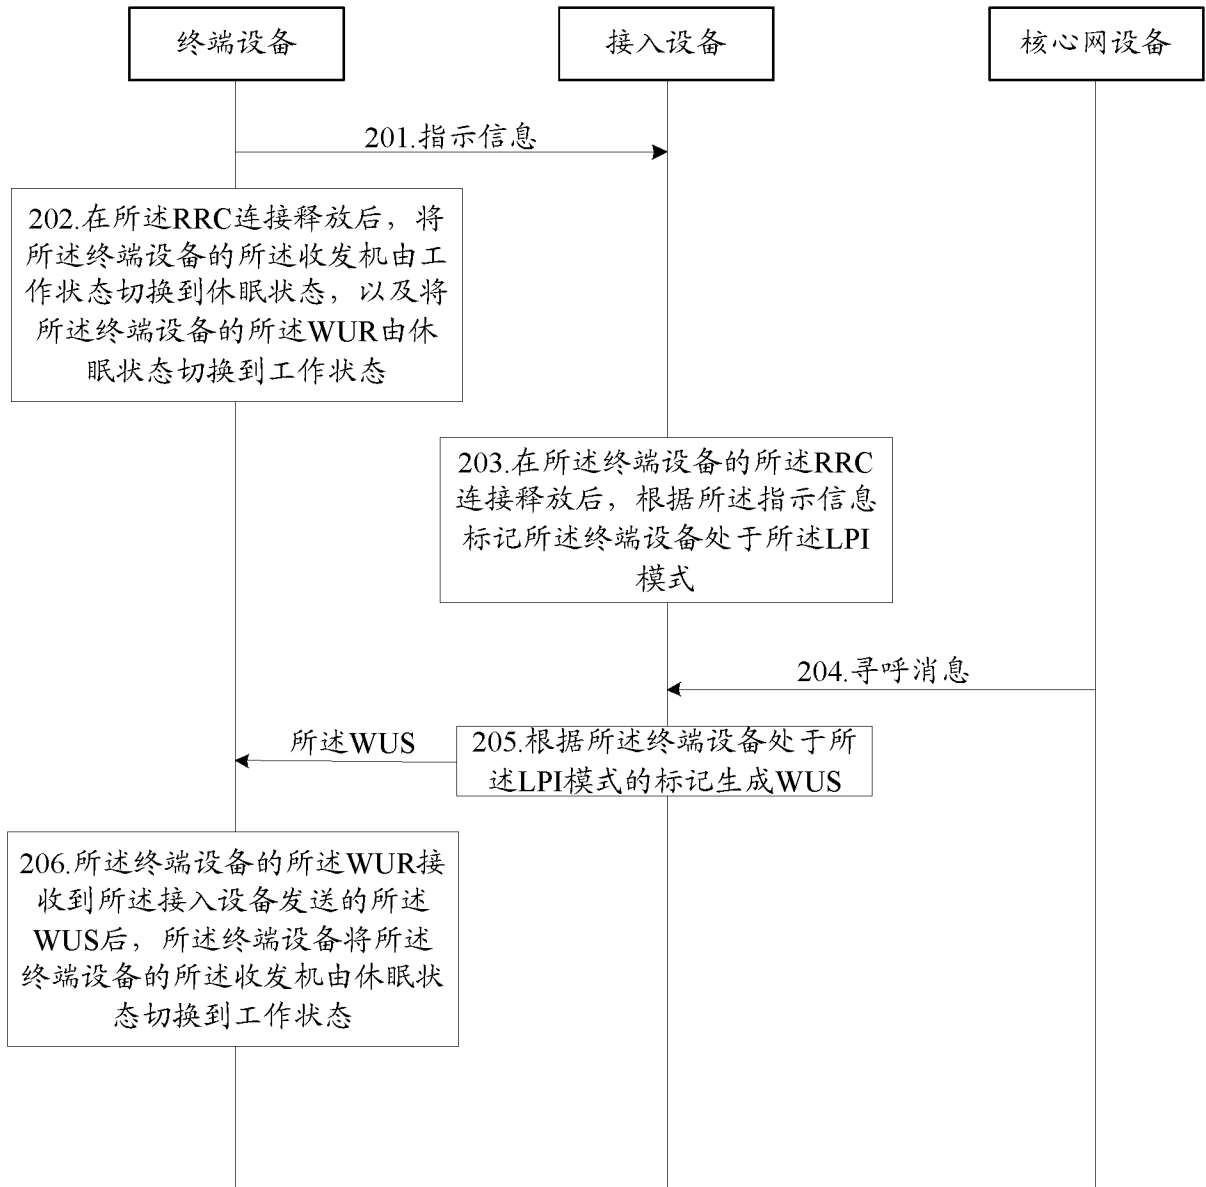 终端设备
接入设备
核心网设备
201.指示信息
202.在所述RRC连接释放后，将
所述终端设备的所述收发机由工
作状态切换到休眠状态，以及将
所述终端设备的所述WUR由休
眠状态切换到工作状态
203.在所述终端设备的所述RRC
连接释放后，根据所述指示信息
标记所述终端设备处于所述LPI
模式
204.寻呼消息
所述WUS
205.根据所述终端设备处于所
述LPI模式的标记生成WUS
206.所述终端设备的所述WUR接
收到所述接入设备发送的所述
WUS后，所述终端设备将所述
终端设备的所述收发机由休眠状
态切换到工作状态